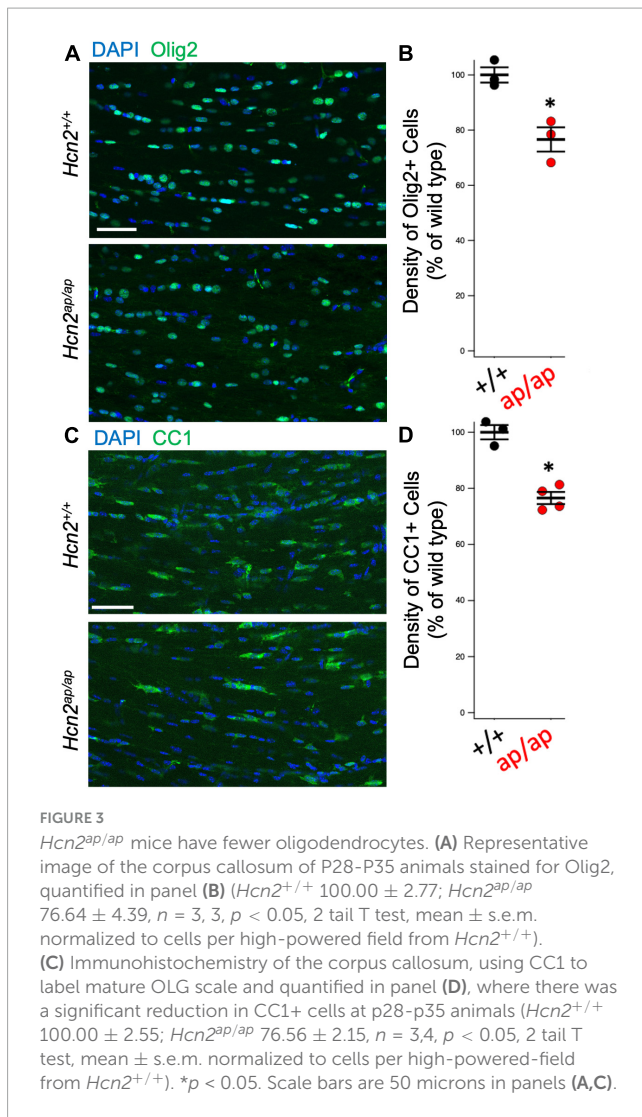 A DAPI Olig2
Hcn2+/+
Hcn2ap/ap
B
Density of Olig2+ Cells
(% of wild type)
100
80
60
40
20
0
*
+/+
ap/ap
C DAPI CC1
Hcn2+/+
Hcn2ap/ap
D
Density of CC1+ Cells
(% of wild type)
100
80
60
40
20
0
*
+/+
ap/ap
FIGURE 3
Hcn2ap/ap mice have fewer oligodendrocytes. (A) Representative
image of the corpus callosum of P28-P35 animals stained for Olig2,
quantified in panel (B) (Hcn2+/+ 100.00 ± 2.77; Hcn2ap/ap
76.64 ± 4.39, n = 3, 3, p < 0.05, 2 tail T test, mean ± s.e.m.
normalized to cells per high-powered field from Hcn2+/+).
(C) Immunohistochemistry of the corpus callosum, using CC1 to
label mature OLG scale and quantified in panel (D), where there was
a significant reduction in CC1+ cells at p28-p35 animals (Hcn2+/+
100.00 ± 2.55; Hcn2ap/ap 76.56 ± 2.15, n = 3,4, p < 0.05, 2 tail T
test, mean ± s.e.m. normalized to cells per high-powered-field
from Hcn2+/+). *p < 0.05. Scale bars are 50 microns in panels (A,C).